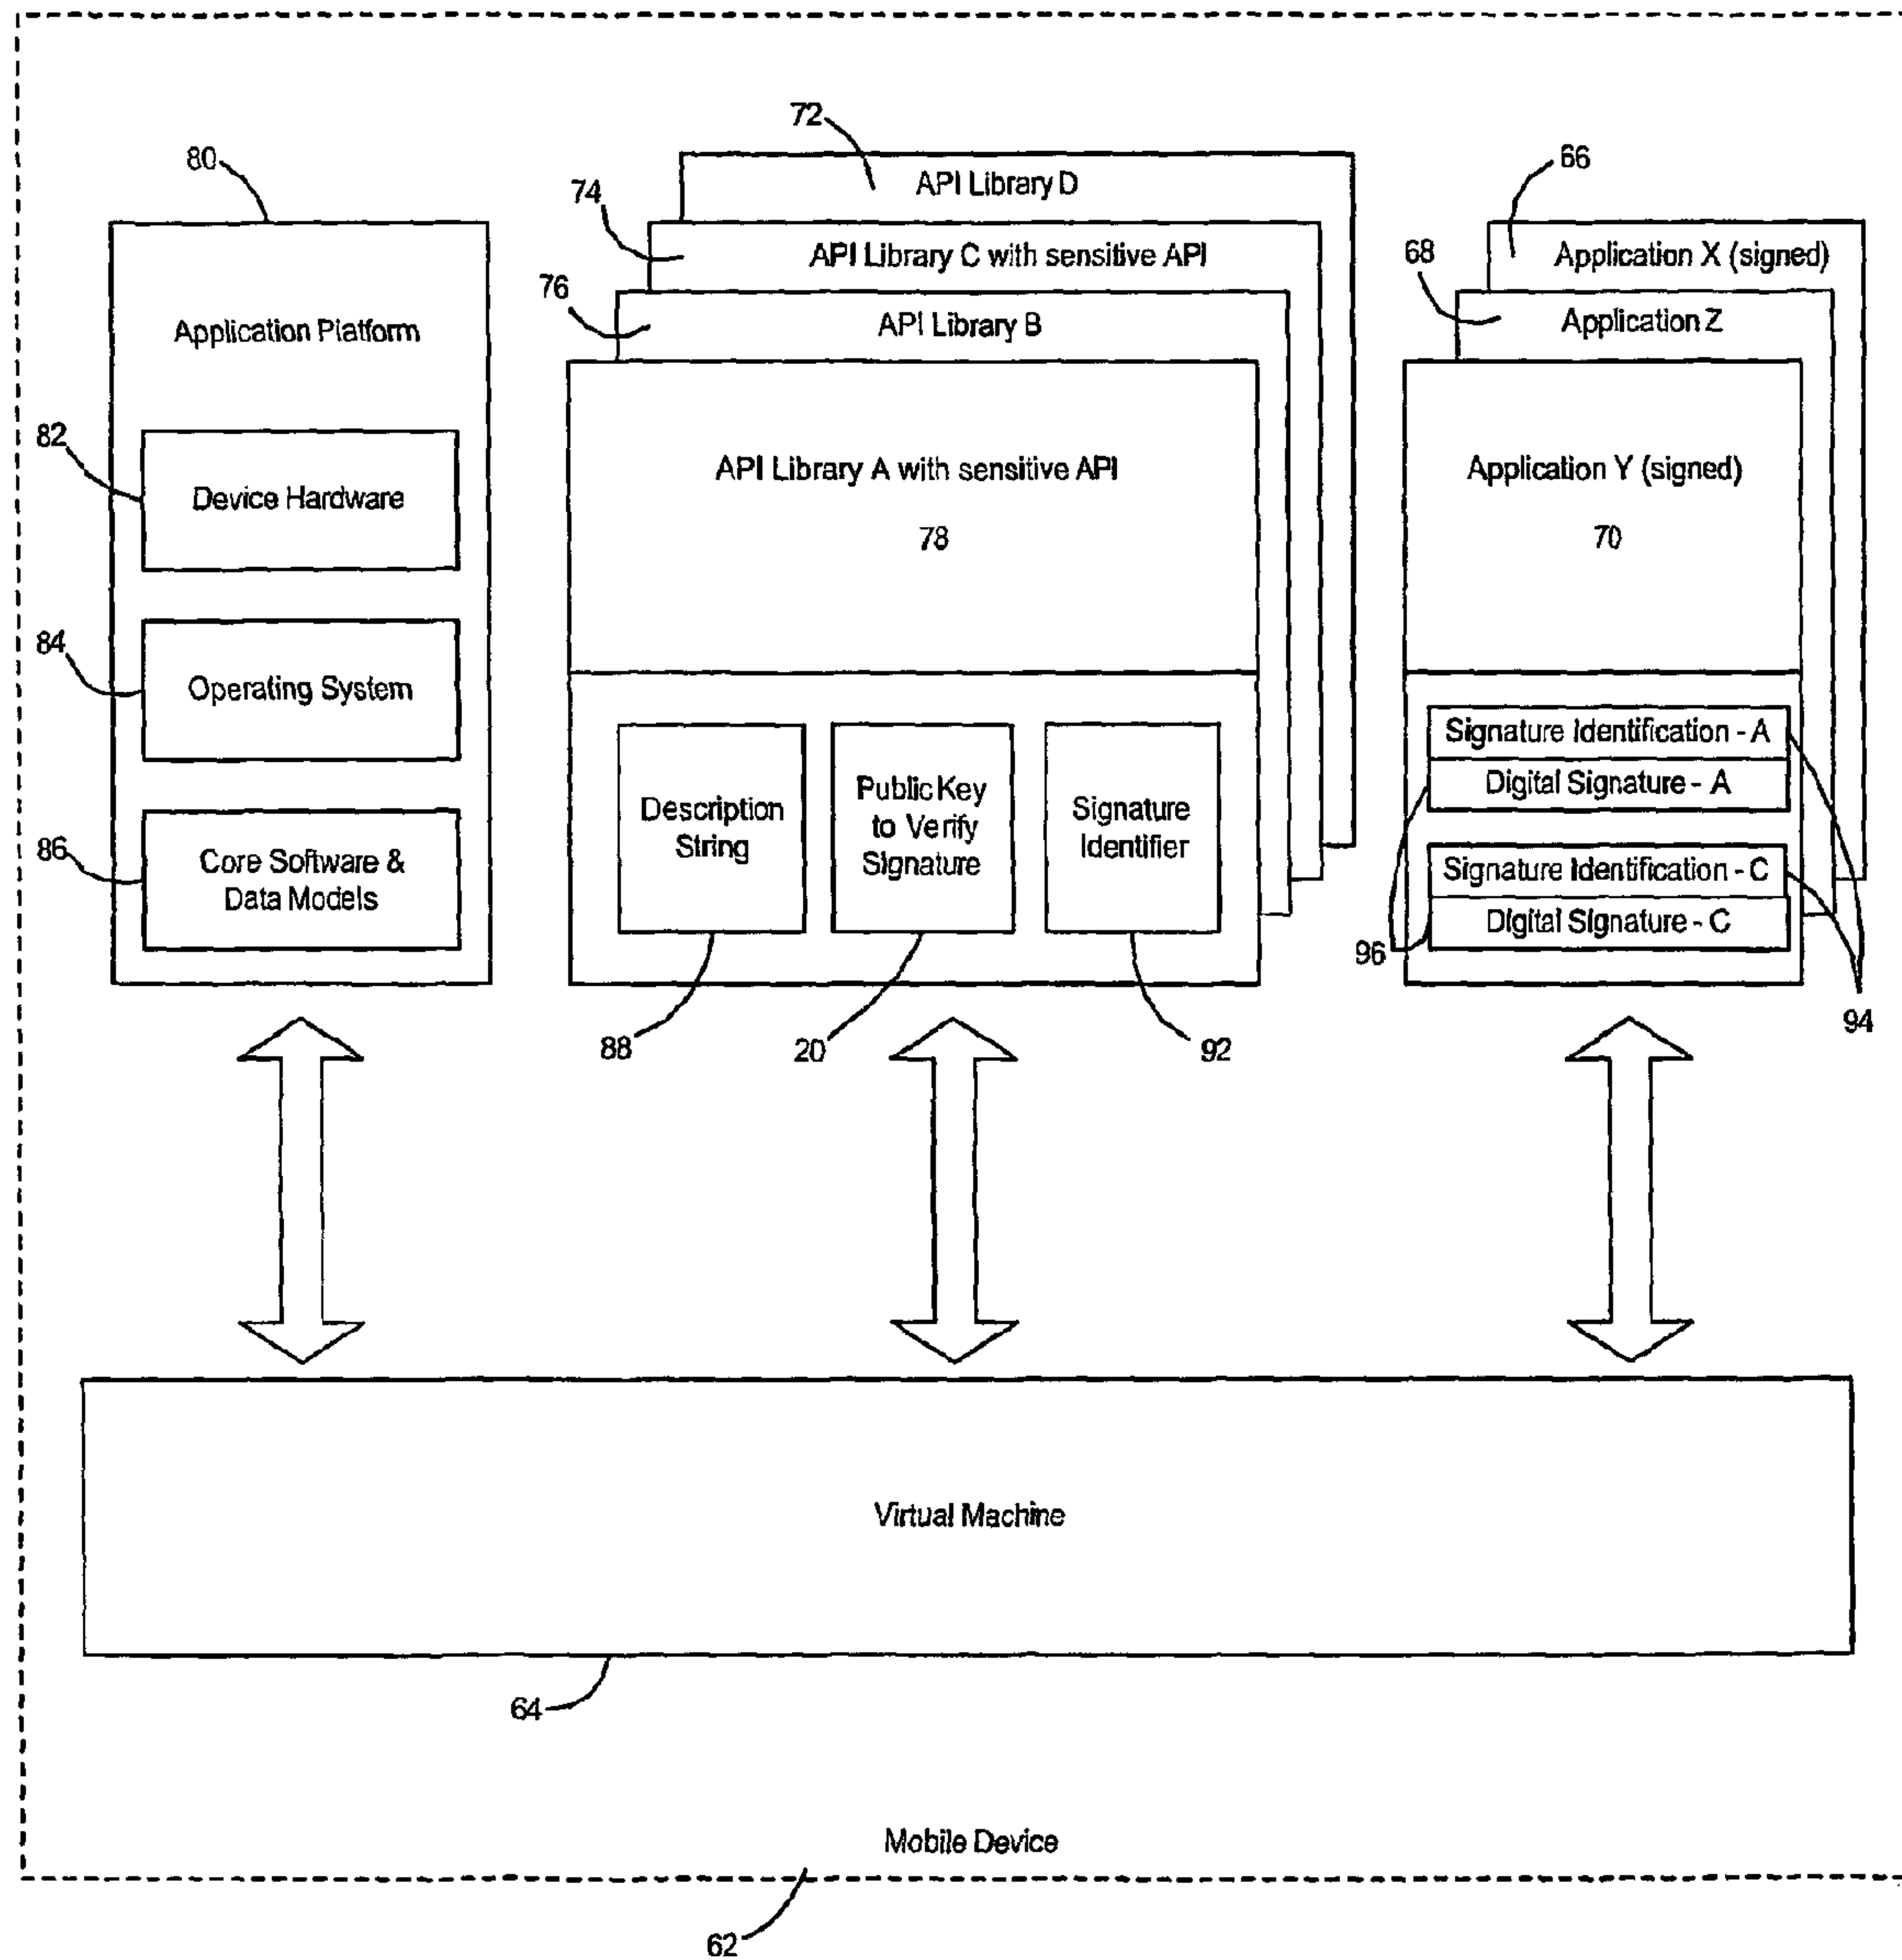 72
80
API Library D
66
74
API Library C with sensitive API
68
Application X (signed)
76
API Library B
Application Z
Application Platform
82
Device Hardware
API Library A with sensitive API
78
Application Y (signed)
70
84
Operating System
86
Core Software &
Data Models
Description
String
Public Key
to Verify
Signature
Signature
Identifier
Signature Identification - A
Digital Signature - A
Signature Identification - C
Digital Signature - C
96
94
88
20
92
Virtual Machine
64
Mobile Device
62